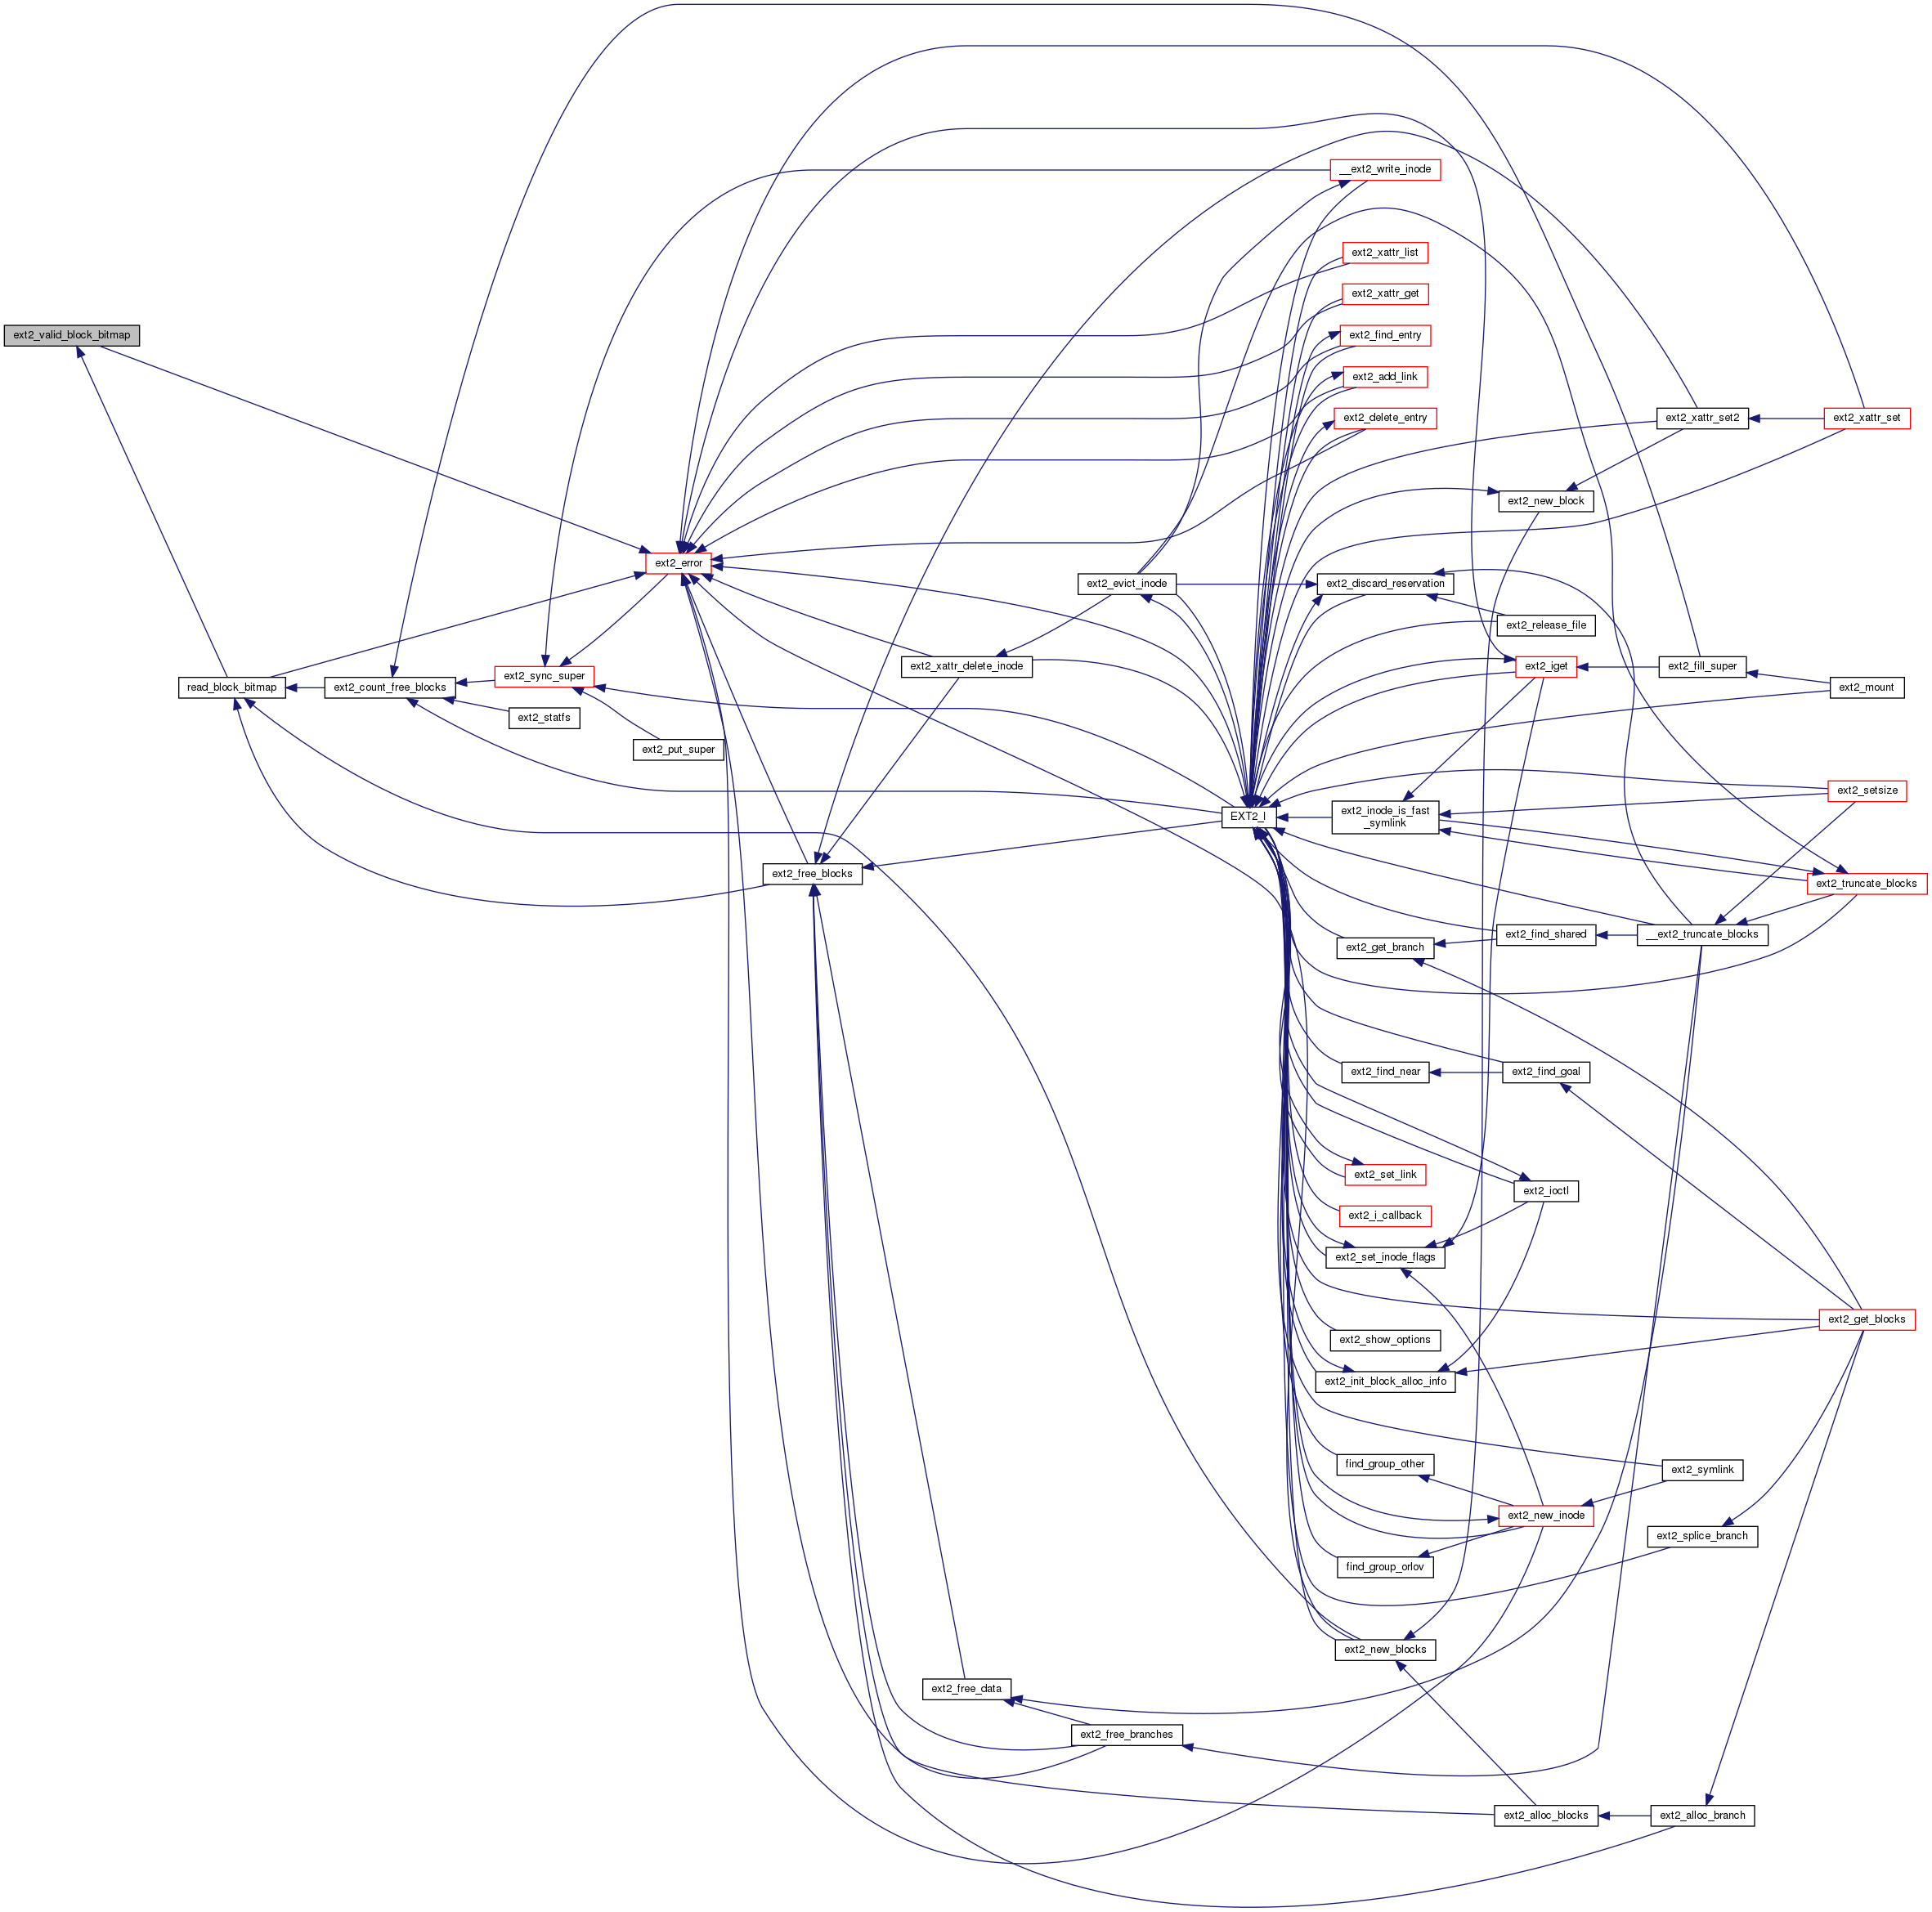 __ext2_write_inode
ext2_xattr_list
ext2_xattr_get
ext2_valid_block_bitmap
ext2_find_entry
ext2_add_link
ext2_delete_entry
ext2_xattr_set2
ext2_xattr_set
ext2_new_block
ext2_error
ext2_evict_inode
ext2_discard_reservation
ext2_release_file
ext2_xattr_delete_inode
ext2_iget
ext2_fill_super
read_block_bitmap
ext2_count_free_blocks
ext2_sync_super
ext2_mount
ext2_statfs
ext2_put_super
ext2_setsize
EXT2_I
ext2_inode_is_fast
_symlink
ext2_free_blocks
ext2_truncate_blocks
ext2_get_branch
ext2_find_shared
__ext2_truncate_blocks
ext2_find_near
ext2_find_goal
ext2_set_link
ext2_ioctl
ext2_i_callback
ext2_set_inode_flags
ext2_get_blocks
ext2_show_options
ext2_init_block_alloc_info
find_group_other
ext2_symlink
ext2_new_inode
ext2_splice_branch
find_group_orlov
ext2_new_blocks
ext2_free_data
ext2_free_branches
ext2_alloc_blocks
ext2_alloc_branch